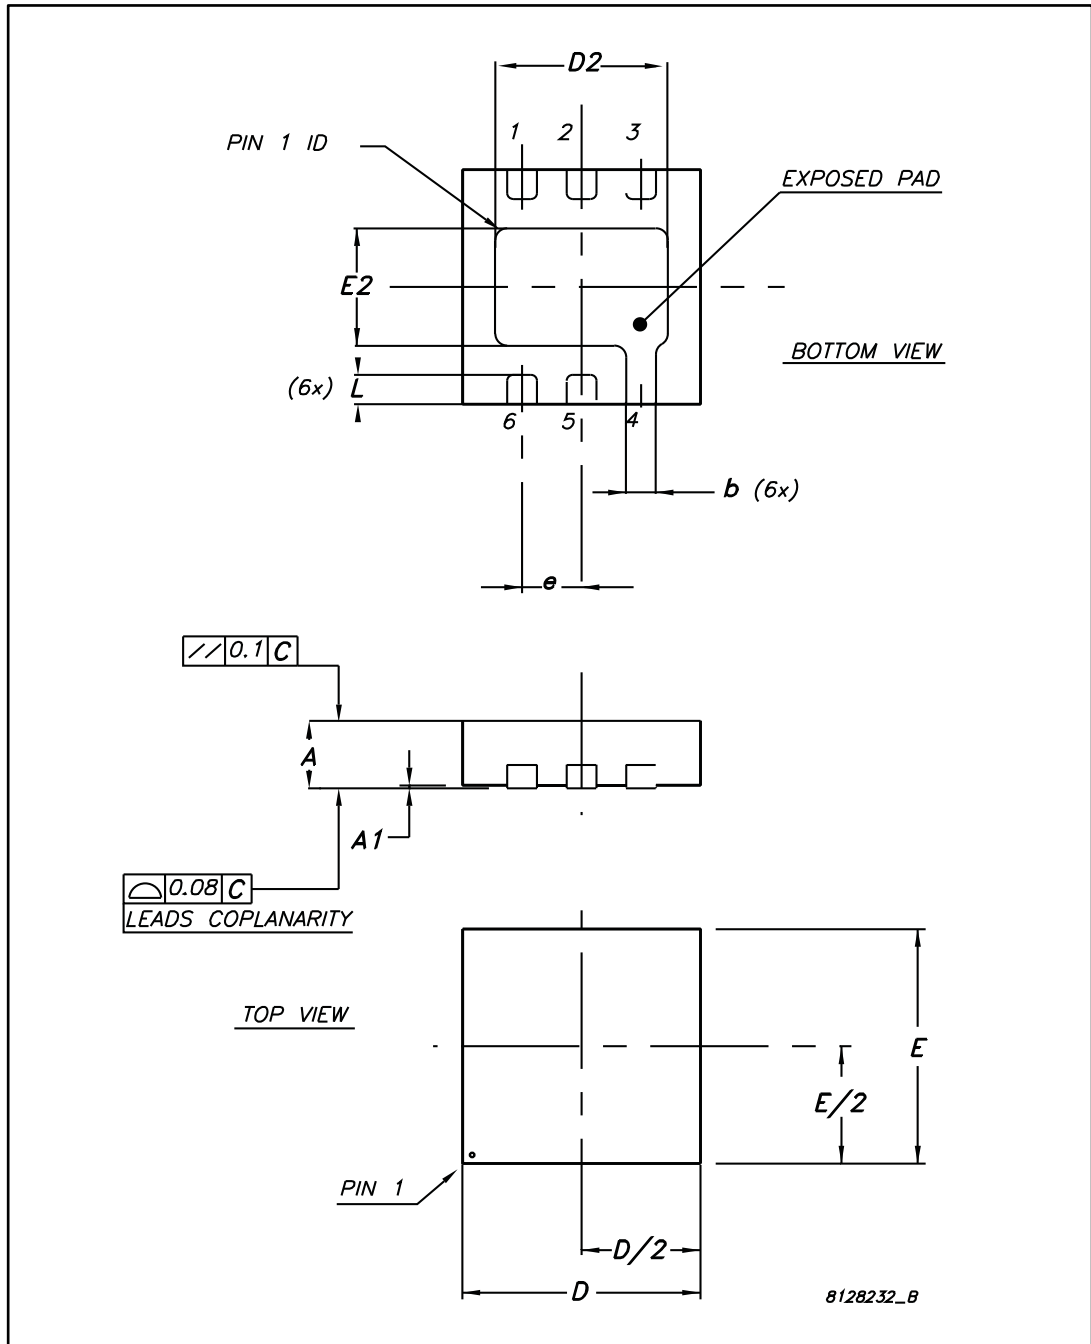 D2
1 2 3
PIN 1 ID
EXPOSED PAD
E2
BOTTOM VIEW
(6x) L
6 5 4
b (6x)
e
// 0.1 C
A
A1
⌓ 0.08 C
LEADS COPLANARITY
TOP VIEW
E
E/2
PIN 1
D/2
D
8128232_B